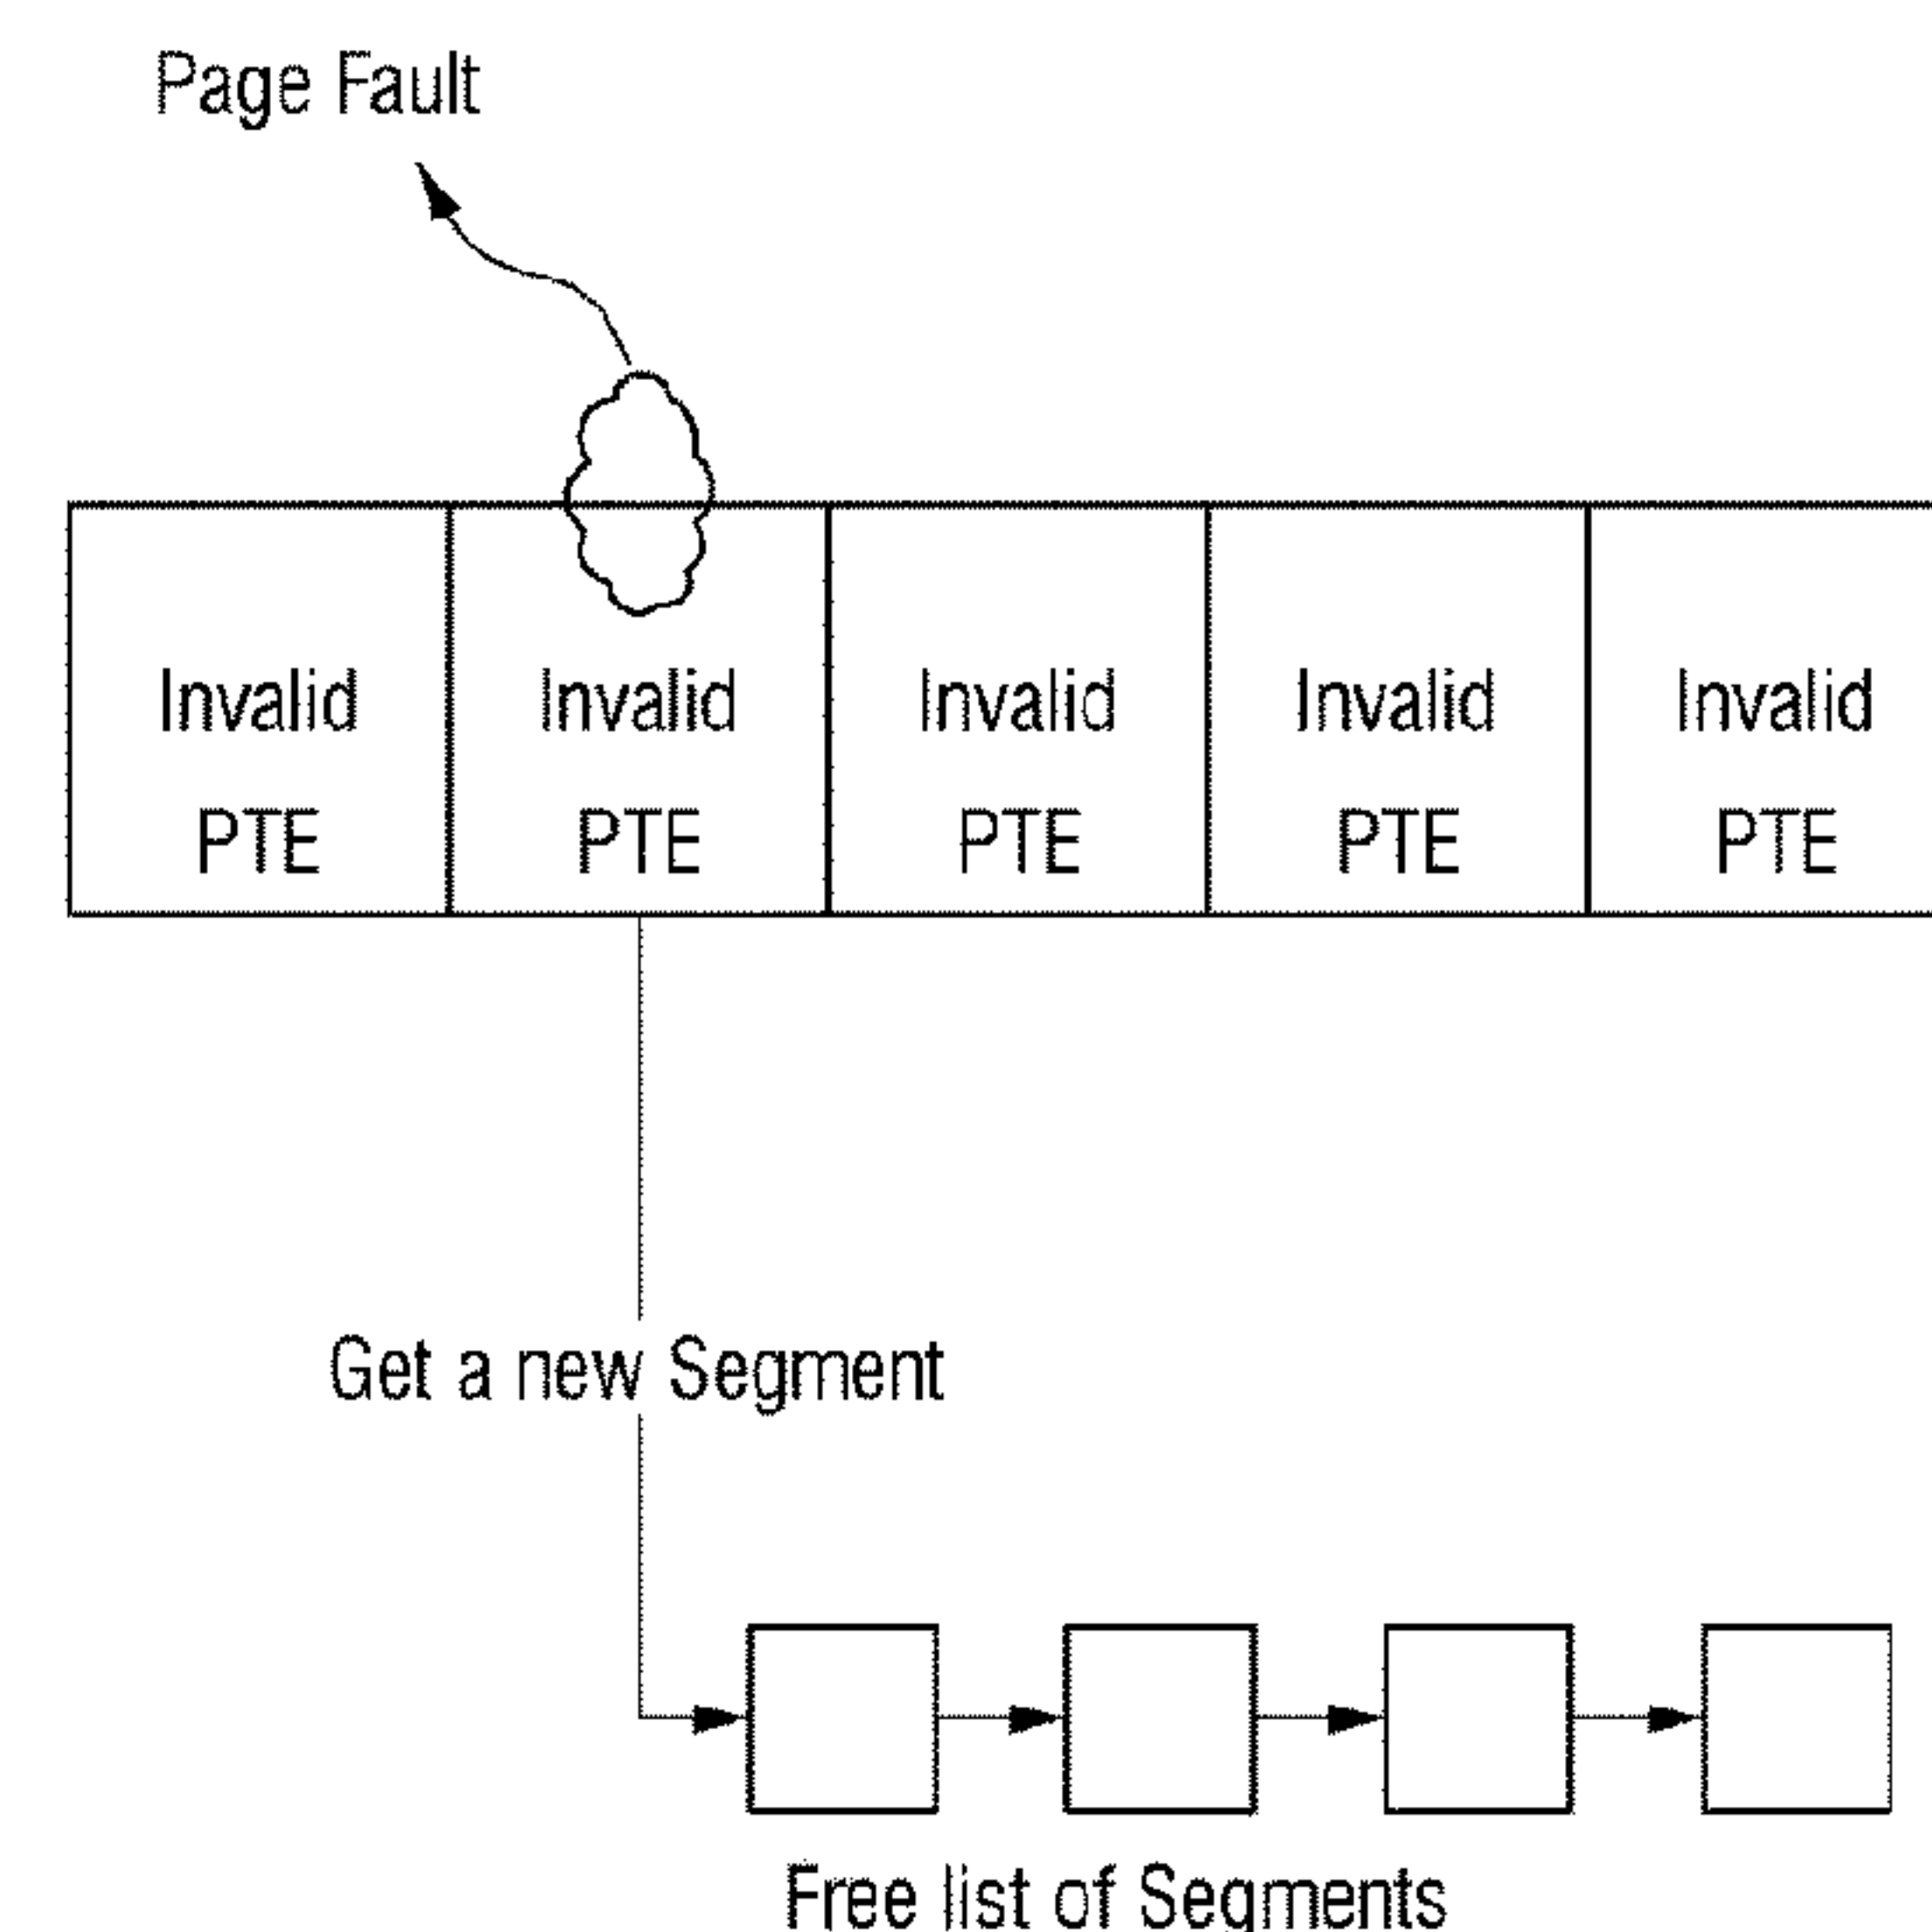 Page Fault
Invalid Invalid Invalid Invalid Invalid
PTE PTE PTE PTE PTE
Get a new Segment
Free list of Segments